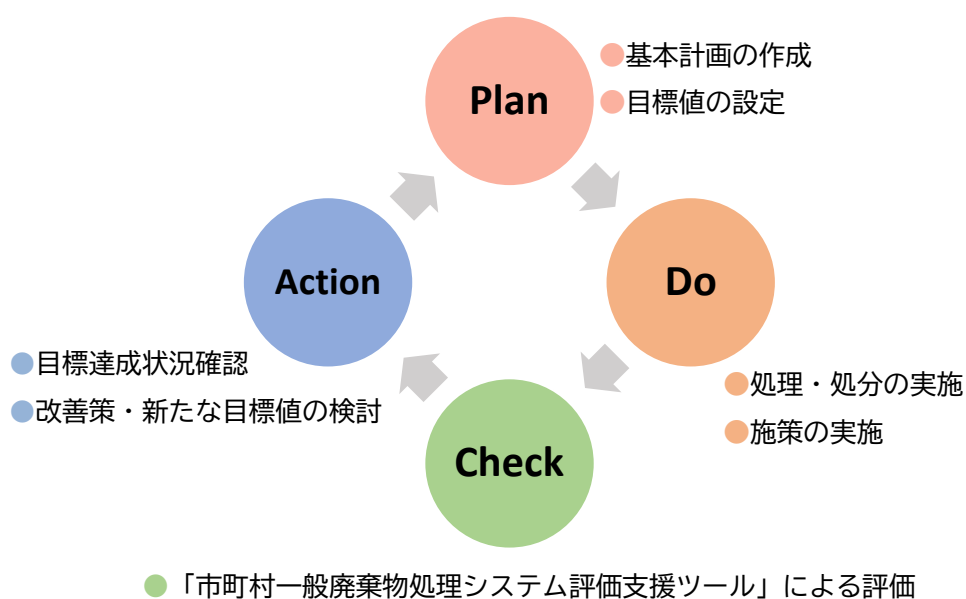 Plan
●基本計画の作成
●目標値の設定
Do
●処理・処分の実施
●施策の実施
Check
●「市町村一般廃棄物処理システム評価支援ツール」による評価
Action
●目標達成状況確認
●改善策・新たな目標値の検討